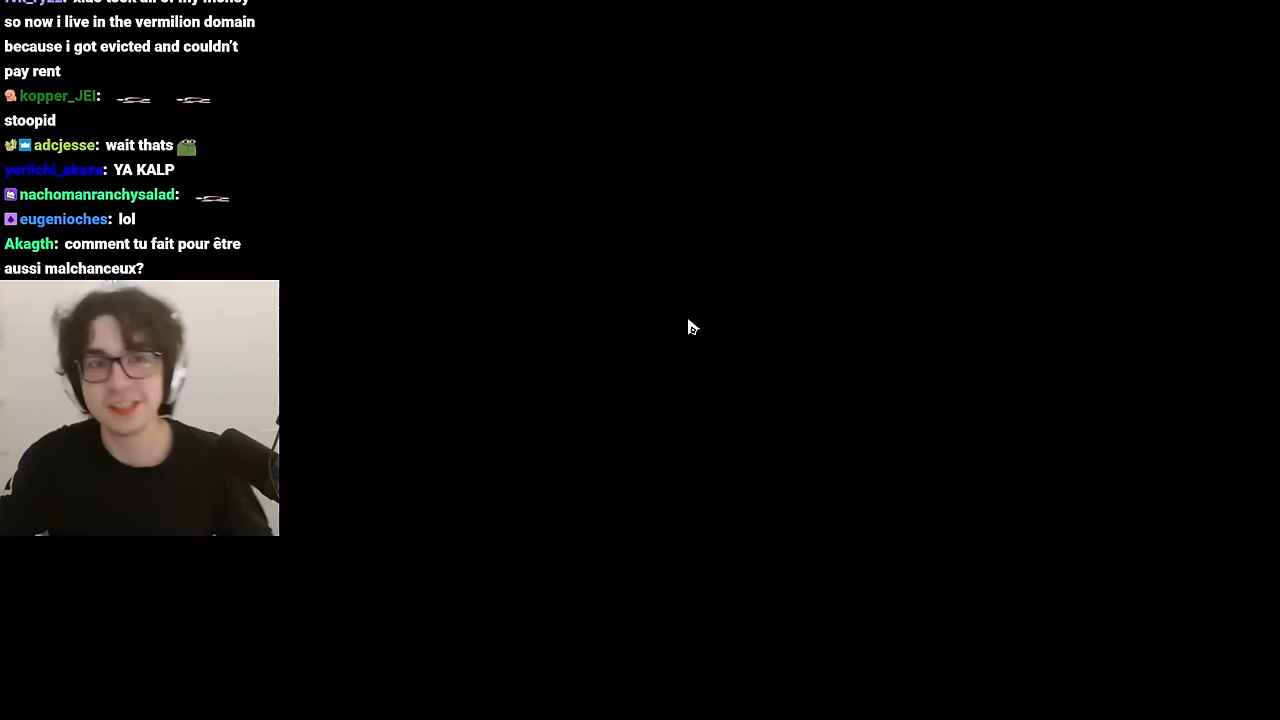 so now i live in the vermilion domain
because i got evicted and couldn't
pay rent
kopper_JEI:
stoopid
adcjesse: wait thats
yoriichi_akaza: YA KALP
nachomanranchysalad:
eugenioches: lol
Akagth: comment tu fait pour être
aussi malchanceux?